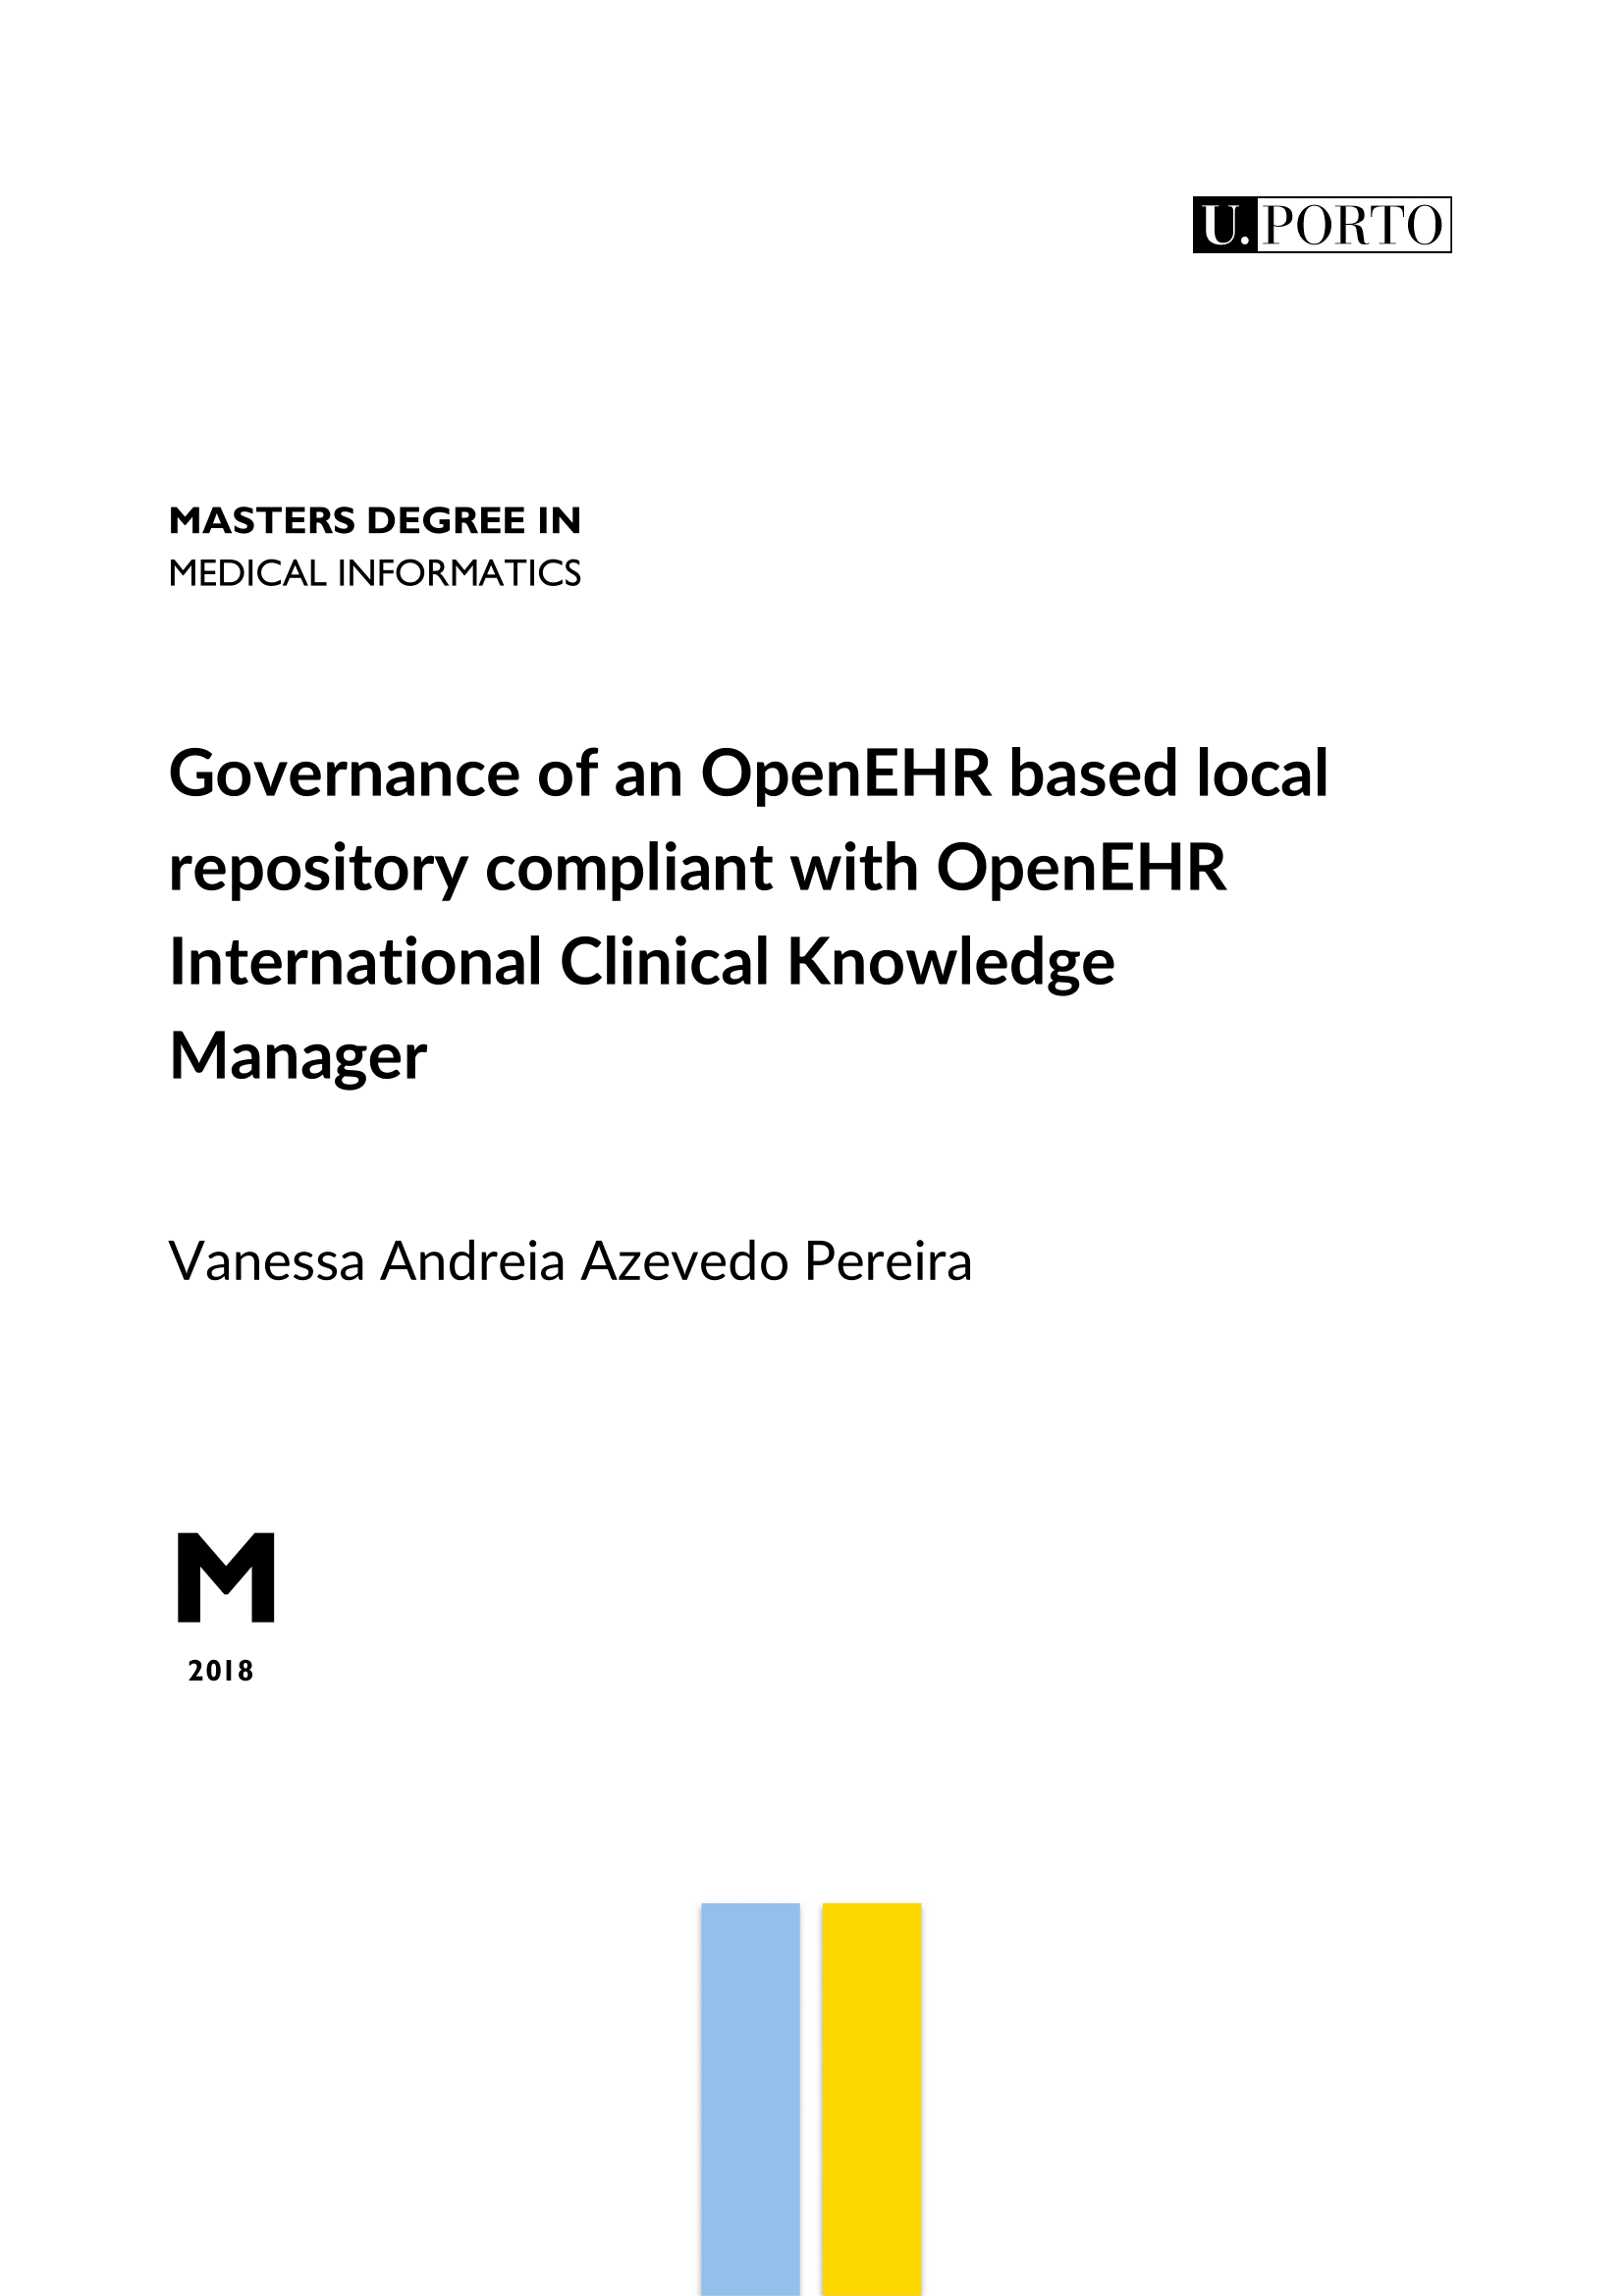 U.PORTO
MASTERS DEGREE IN
MEDICAL INFORMATICS
Governance of an OpenEHR based local
repository compliant with OpenEHR
International Clinical Knowledge
Manager
Vanessa Andreia Azevedo Pereira
M
2018